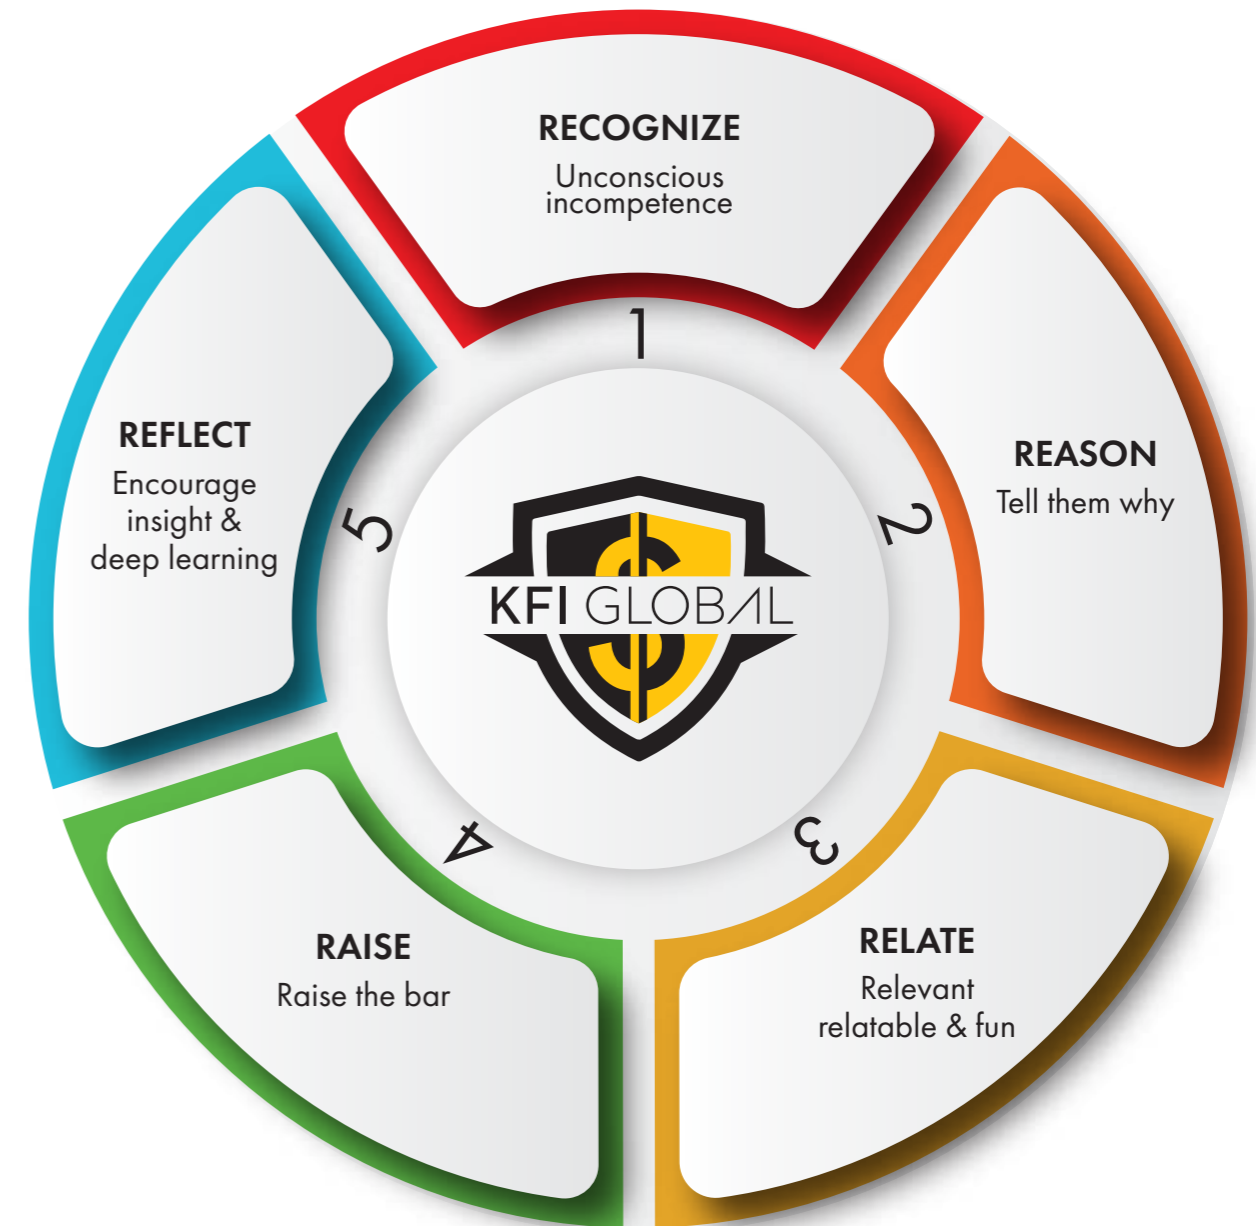 RECOGNIZE
Unconscious
incompetence
1
REASON
Tell them why
2
RELATE
Relevant
relatable & fun
3
RAISE
Raise the bar
4
REFLECT
Encourage
insight &
deep learning
5
$
KFI GLOBAL